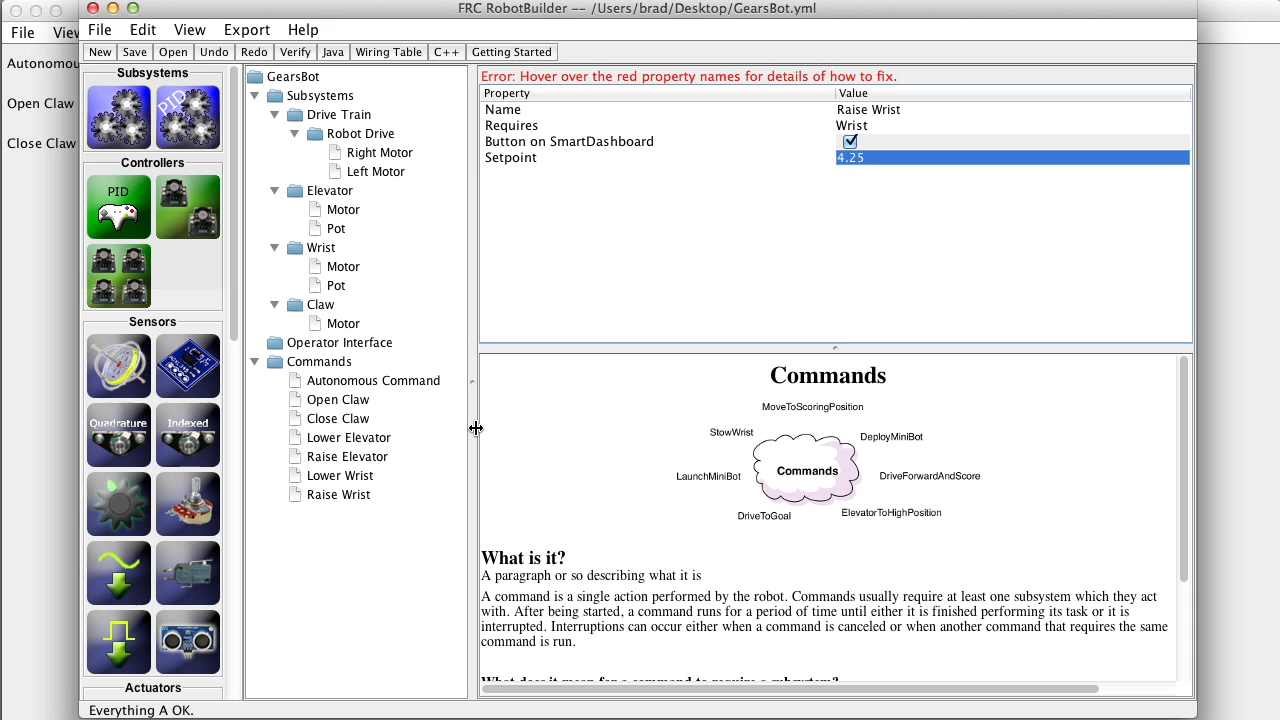 FRC RobotBuilder -- /Users/brad/Desktop/GearsBot.yml
File Edit View Export Help
New Save Open Undo Redo Verify Java Wiring Table C++ Getting Started
File
Open Claw
Close Claw
Subsystems
PID
Controllers
PID
Sensors
Quadrature
Indexed
Actuators
GearsBot
Subsystems
Drive Train
Robot Drive
Right Motor
Left Motor
Elevator
Motor
Pot
Wrist
Motor
Pot
Claw
Motor
Operator Interface
Commands
Autonomous Command
Open Claw
Close Claw
Lower Elevator
Raise Elevator
Lower Wrist
Raise Wrist
Error: Hover over the red property names for details of how to fix.
Property Value
Name Raise Wrist
Requires Wrist
Button on SmartDashboard
Setpoint 4.25
Commands
MoveToScoringPosition
StowWrist
DeployMiniBot
Commands
LaunchMiniBot
DriveForwardAndScore
DriveToGoal
ElevatorToHighPosition
What is it?
A paragraph or so describing what it is
A command is a single action performed by the robot. Commands usually require at least one subsystem which they act
with. After being started, a command runs for a period of time until either it is finished performing its task or it is
interrupted. Interruptions can occur either when a command is canceled or when another command that requires the same
command is run.
What does it mean for a command to require a subsystem?
Everything A OK.